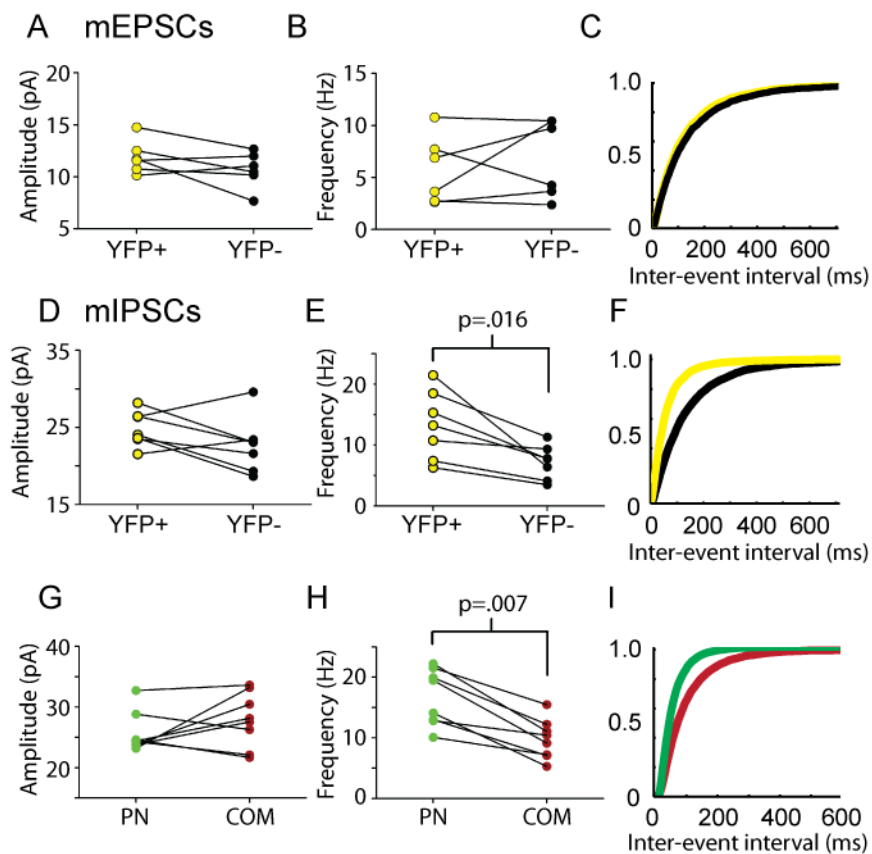 A mEPSCs
Amplitude (pA)
20
15
10
5
YFP+ YFP-
B
Frequency (Hz)
15
10
5
0
YFP+ YFP-
C
1.0
0.5
0
0 200 400 600
Inter-event interval (ms)
D mIPSCs
Amplitude (pA)
35
25
15
YFP+ YFP-
E
p=.016
Frequency (Hz)
20
15
10
5
0
YFP+ YFP-
F
1.0
0.5
0
0 200 400 600
Inter-event interval (ms)
G
Amplitude (pA)
40
30
20
PN COM
H
p=.007
Frequency (Hz)
20
10
0
PN COM
I
1.0
0.5
0
0 200 400 600
Inter-event interval (ms)